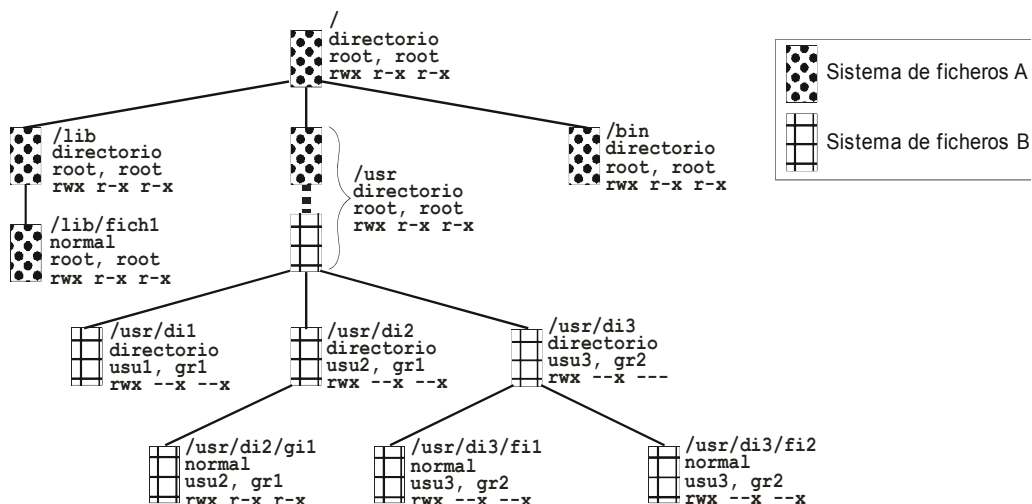 /
directorio
root, root
rwx r-x r-x
Sistema de ficheros A
Sistema de ficheros B
/lib
directorio
root, root
rwx r-x r-x
/usr
directorio
root, root
rwx r-x r-x
/bin
directorio
root, root
rwx r-x r-x
/lib/fich1
normal
root, root
rwx r-x r-x
/usr/di1
directorio
usu1, gr1
rwx --x --x
/usr/di2
directorio
usu2, gr1
rwx --x --x
/usr/di3
directorio
usu3, gr2
rwx --x ---
/usr/di2/gi1
normal
usu2, gr1
rwx r-x r-x
/usr/di3/fi1
normal
usu3, gr2
rwx --x --x
/usr/di3/fi2
normal
usu3, gr2
rwx --x --x